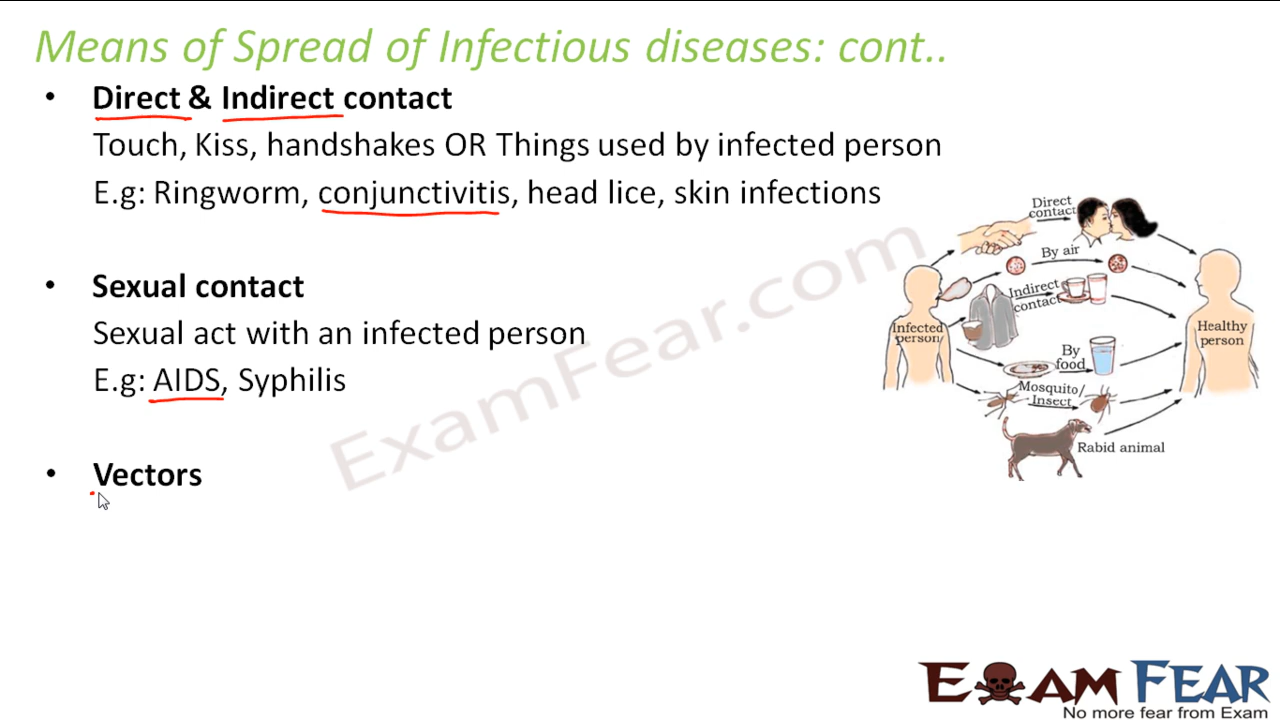 Means of Spread of Infectious diseases: cont..
• Direct & Indirect contact
Touch, Kiss, handshakes OR Things used by infected person
E.g: Ringworm, conjunctivitis, head lice, skin infections
• Sexual contact
Sexual act with an infected person
E.g: AIDS, Syphilis
• Vectors
Direct
contact
By air
Indirect
contact
Infected
person
Healthy
person
By
food
Mosquito/
Insect
Rabid animal
ExamFear.com
EXAM FEAR
No more fear from Exam